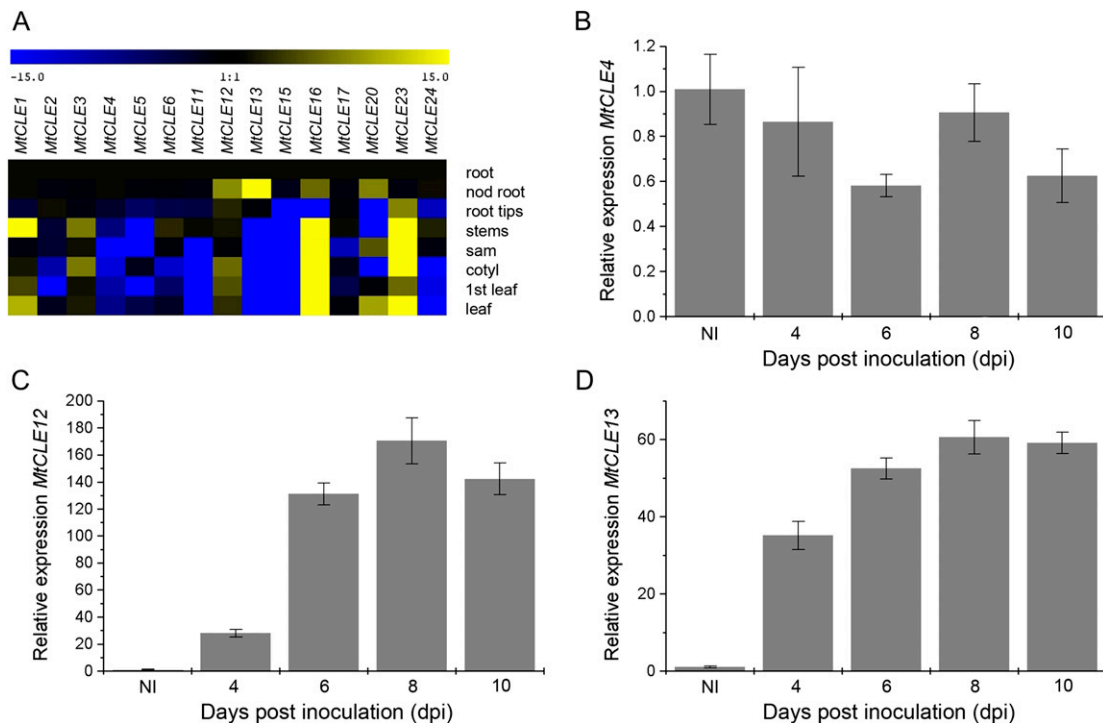 A
-15.0 1:1 15.0
MtCLE1 MtCLE2 MtCLE3 MtCLE4 MtCLE5 MtCLE6 MtCLE11 MtCLE12 MtCLE13 MtCLE15 MtCLE16 MtCLE17 MtCLE20 MtCLE23 MtCLE24
root
nod root
root tips
stems
sam
cotyl
1st leaf
leaf
B
Relative expression MtCLE4
1.2
1.0
0.8
0.6
0.4
0.2
0.0
NI 4 6 8 10
Days post inoculation (dpi)
C
Relative expression MtCLE12
200
180
160
140
120
100
80
60
40
20
0
NI 4 6 8 10
Days post inoculation (dpi)
D
Relative expression MtCLE13
60
40
20
0
NI 4 6 8 10
Days post inoculation (dpi)